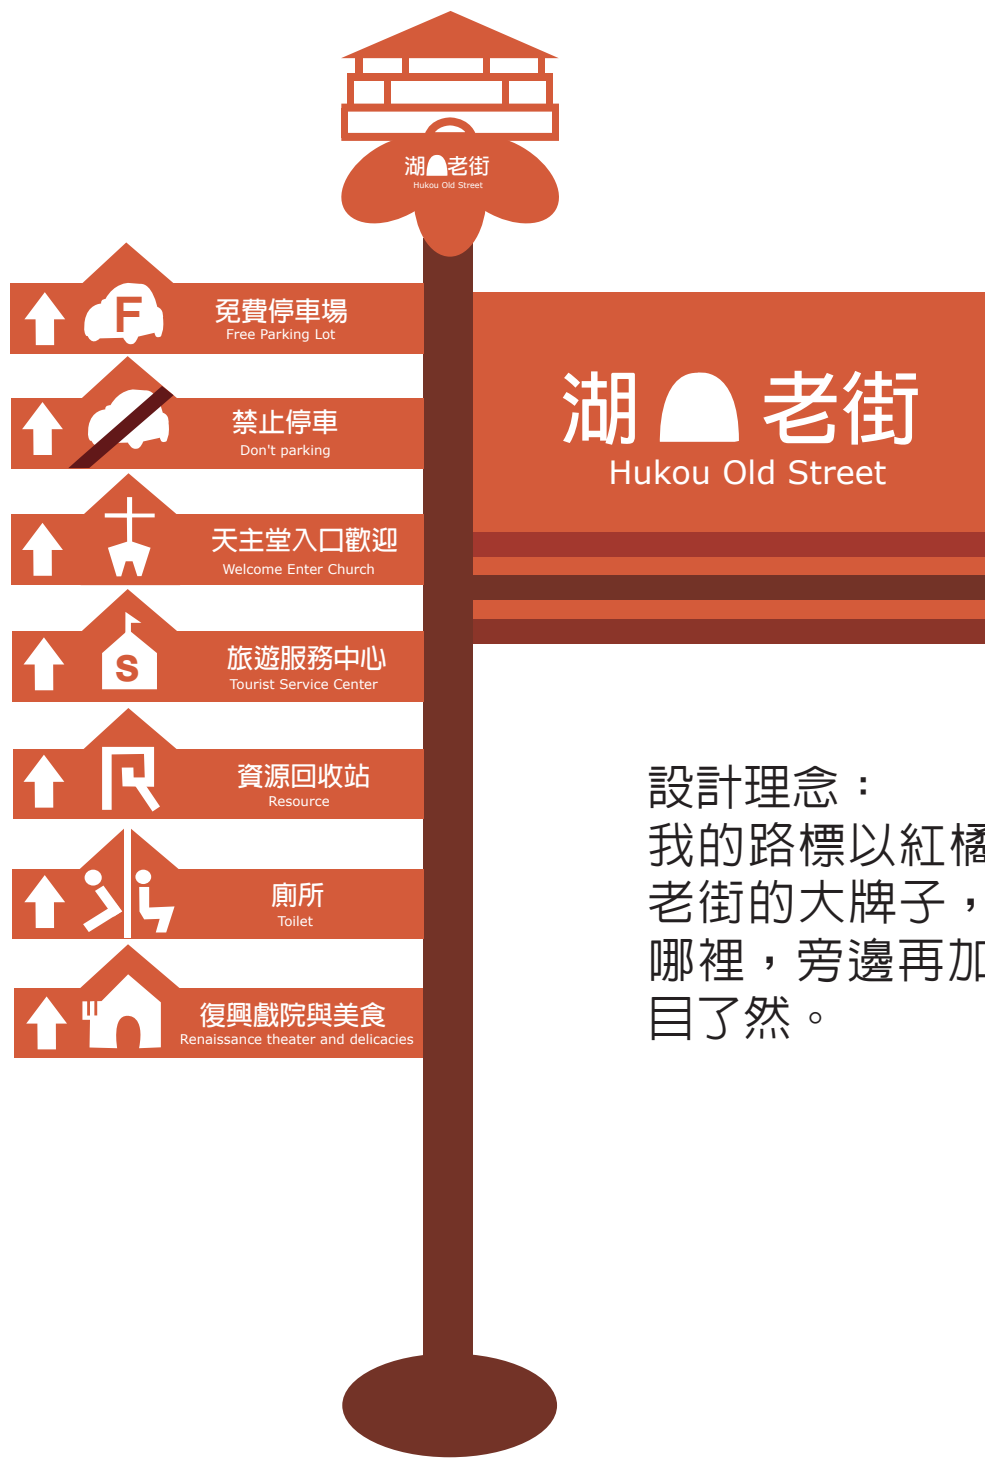 湖老街
Hukou Old Street
免費停車場
Free Parking Lot
F
禁止停車
Don't parking
天主堂入口歡迎
Welcome Enter Church
旅遊服務中心
Tourist Service Center
S
資源回收站
Resource
R
廁所
Toilet
復興戲院與美食
Renaissance theater and delicacies
湖老街
Hukou Old Street
設計理念：
我的路標以紅橘
老街的大牌子，
哪裡，旁邊再加
目了然。